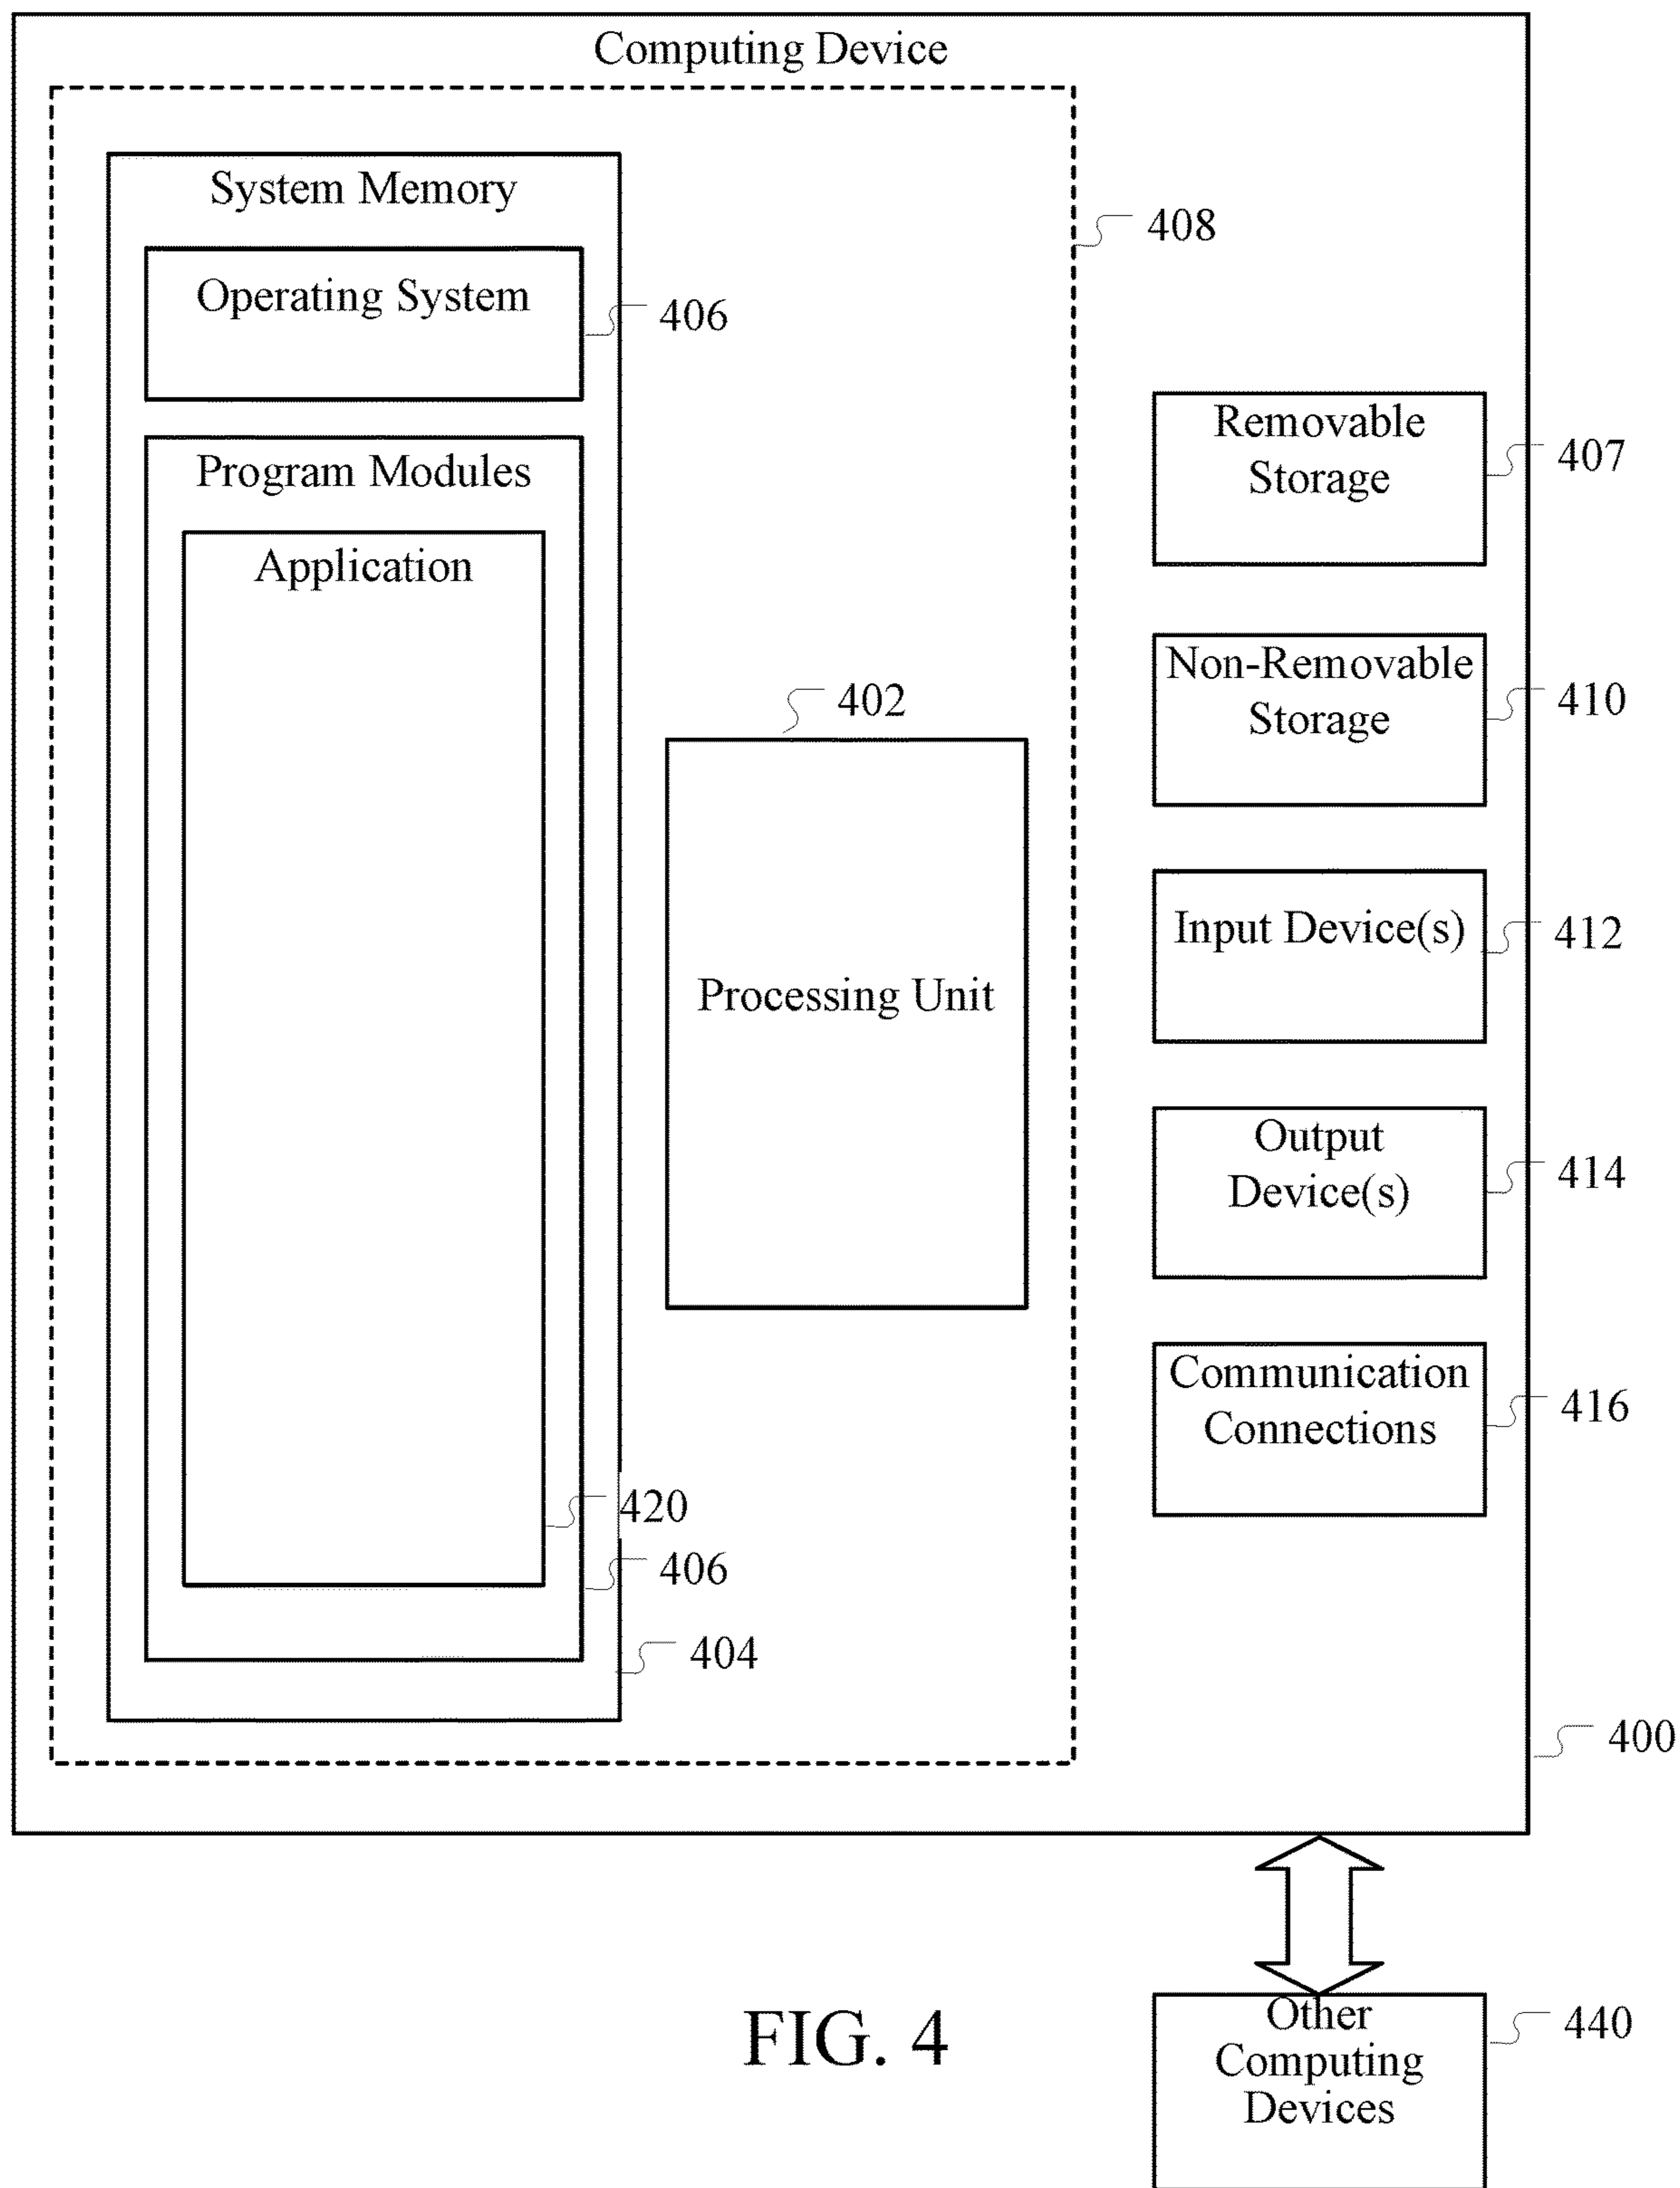 Computing Device
System Memory
408
Operating System
406
Removable
Storage
407
Program Modules
Application
Non-Removable
Storage
410
402
Input Device(s)
412
Processing Unit
Output
Device(s)
414
Communication
Connections
416
420
406
404
400
FIG. 4
Other
Computing
Devices
440